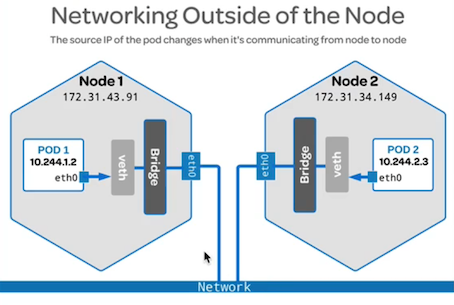 Networking Outside of the Node
The source IP of the pod changes when it's communicating from node to node
Node 1
172.31.43.91
POD 1
10.244.1.2
eth0
veth
Bridge
eth0
Node 2
172.31.34.149
eth0
Bridge
veth
POD 2
10.244.2.3
eth0
Network